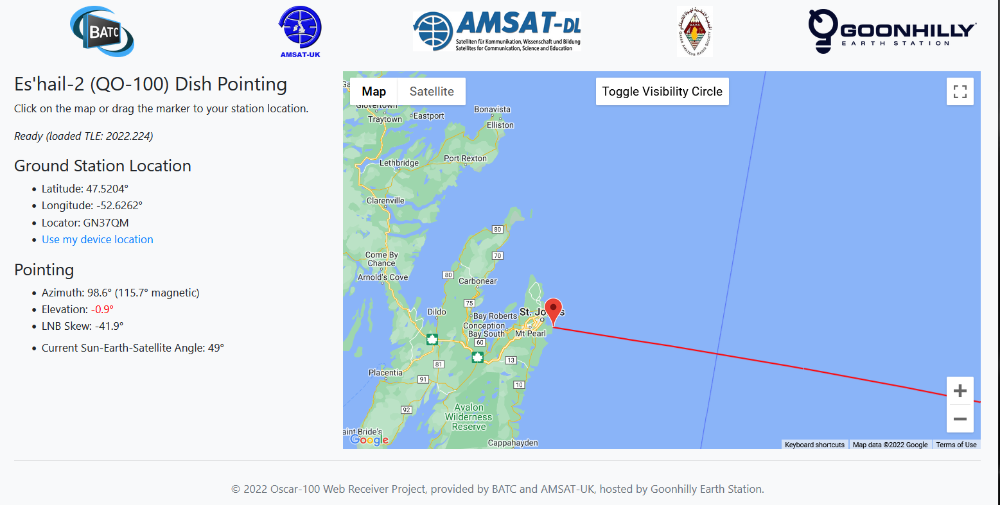 BATC
AMSAT-UK
AMSAT-DL
Satelliten für Kommunikation, Wissenschaft und Bildung
Satellites for Communication, Science and Education
QATAR AMATEUR RADIO SOCIETY
GOONHILLY
EARTH STATION
Es'hail-2 (QO-100) Dish Pointing
Click on the map or drag the marker to your station location.
Ready (loaded TLE: 2022.224)
Ground Station Location
Latitude: 47.5204°
Longitude: -52.6262°
Locator: GN37QM
Use my device location
Pointing
Azimuth: 98.6° (115.7° magnetic)
Elevation: -0.9°
LNB Skew: -41.9°
Current Sun-Earth-Satellite Angle: 49°
Map
Satellite
Toggle Visibility Circle
Ga
Glovertown
Traytown
Eastport
Bonavista
Elliston
Port Rexton
Lethbridge
Clarenville
80
70
Come By
Chance
Arnold's Cove
80
Carbonear
75
Dildo
Bay Roberts
St. Jo s
Conception
Bay South
Mt Pearl
60
13
81
Placentia
91
10
92
Avalon
Wilderness
Reserve
aint Bride's
Google
Cappahayden
Keyboard shortcuts
Map data ©2022 Google
Terms of Use
© 2022 Oscar-100 Web Receiver Project, provided by BATC and AMSAT-UK, hosted by Goonhilly Earth Station.